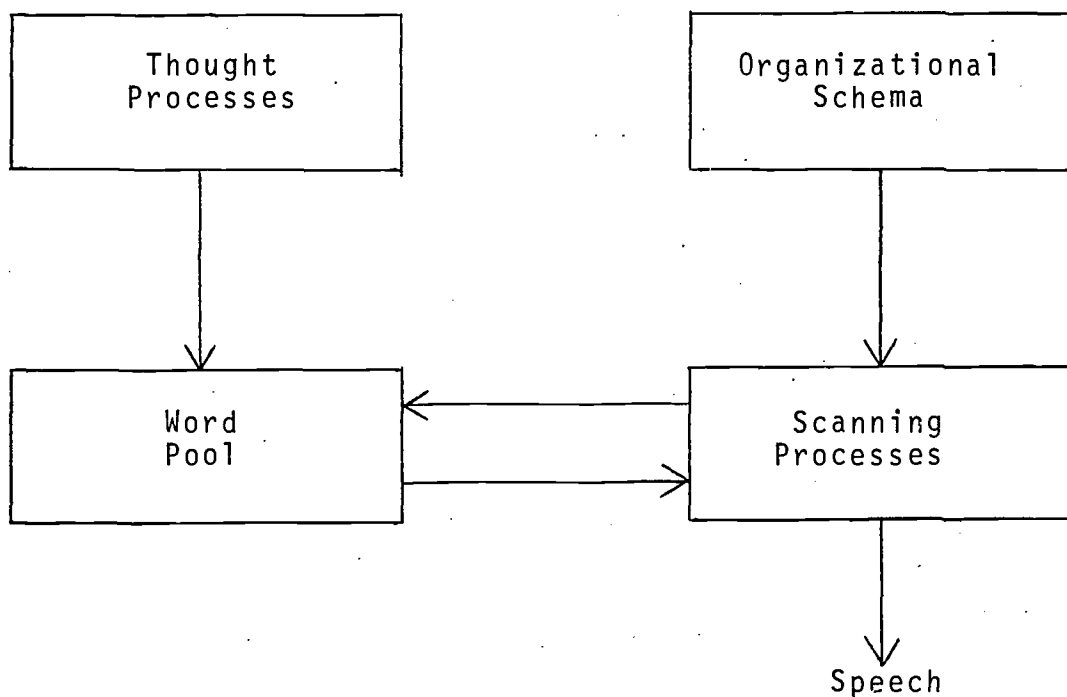 Thought
Processes
Organizational
Schema
Word
Pool
Scanning
Processes
Speech